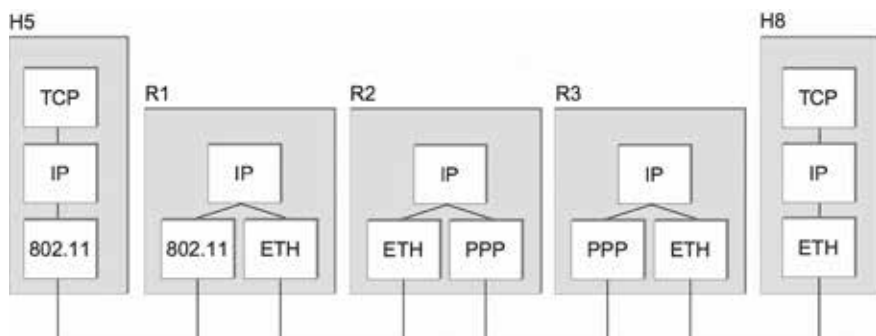 H5
H8
R1
R2
R3
TCP
TCP
IP
IP
IP
IP
IP
802.11
802.11
ETH
ETH
PPP
PPP
ETH
ETH